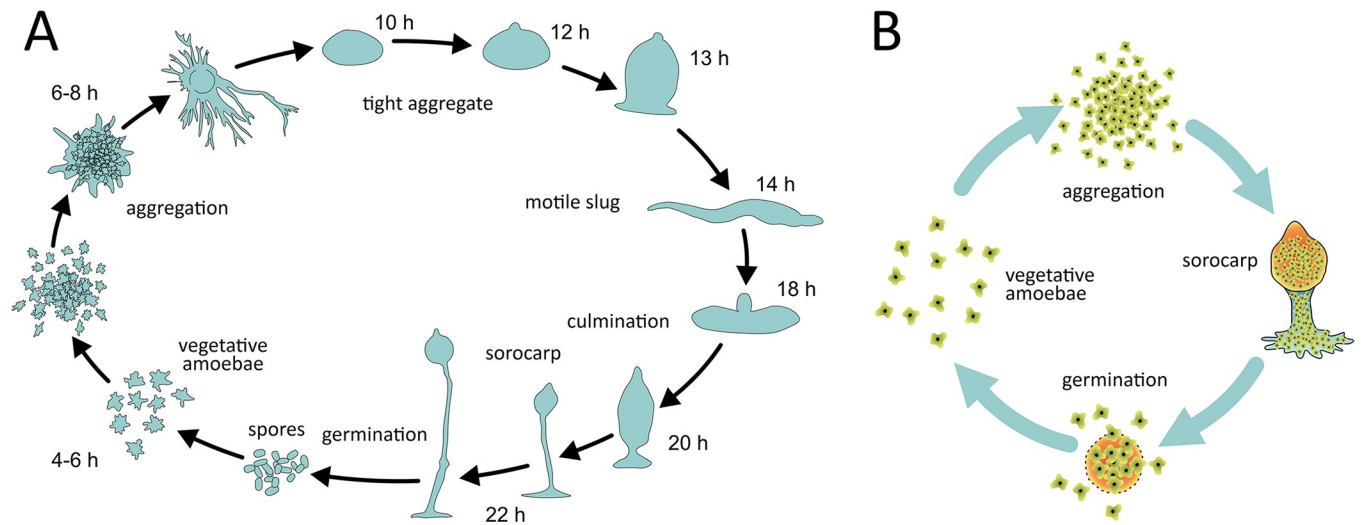 A
10 h
12 h
13 h
6-8 h
tight aggregate
14 h
motile slug
aggregation
18 h
culmination
sorocarp
vegetative
amoebae
20 h
spores
germination
4-6 h
22 h
B
aggregation
sorocarp
vegetative
amoebae
germination